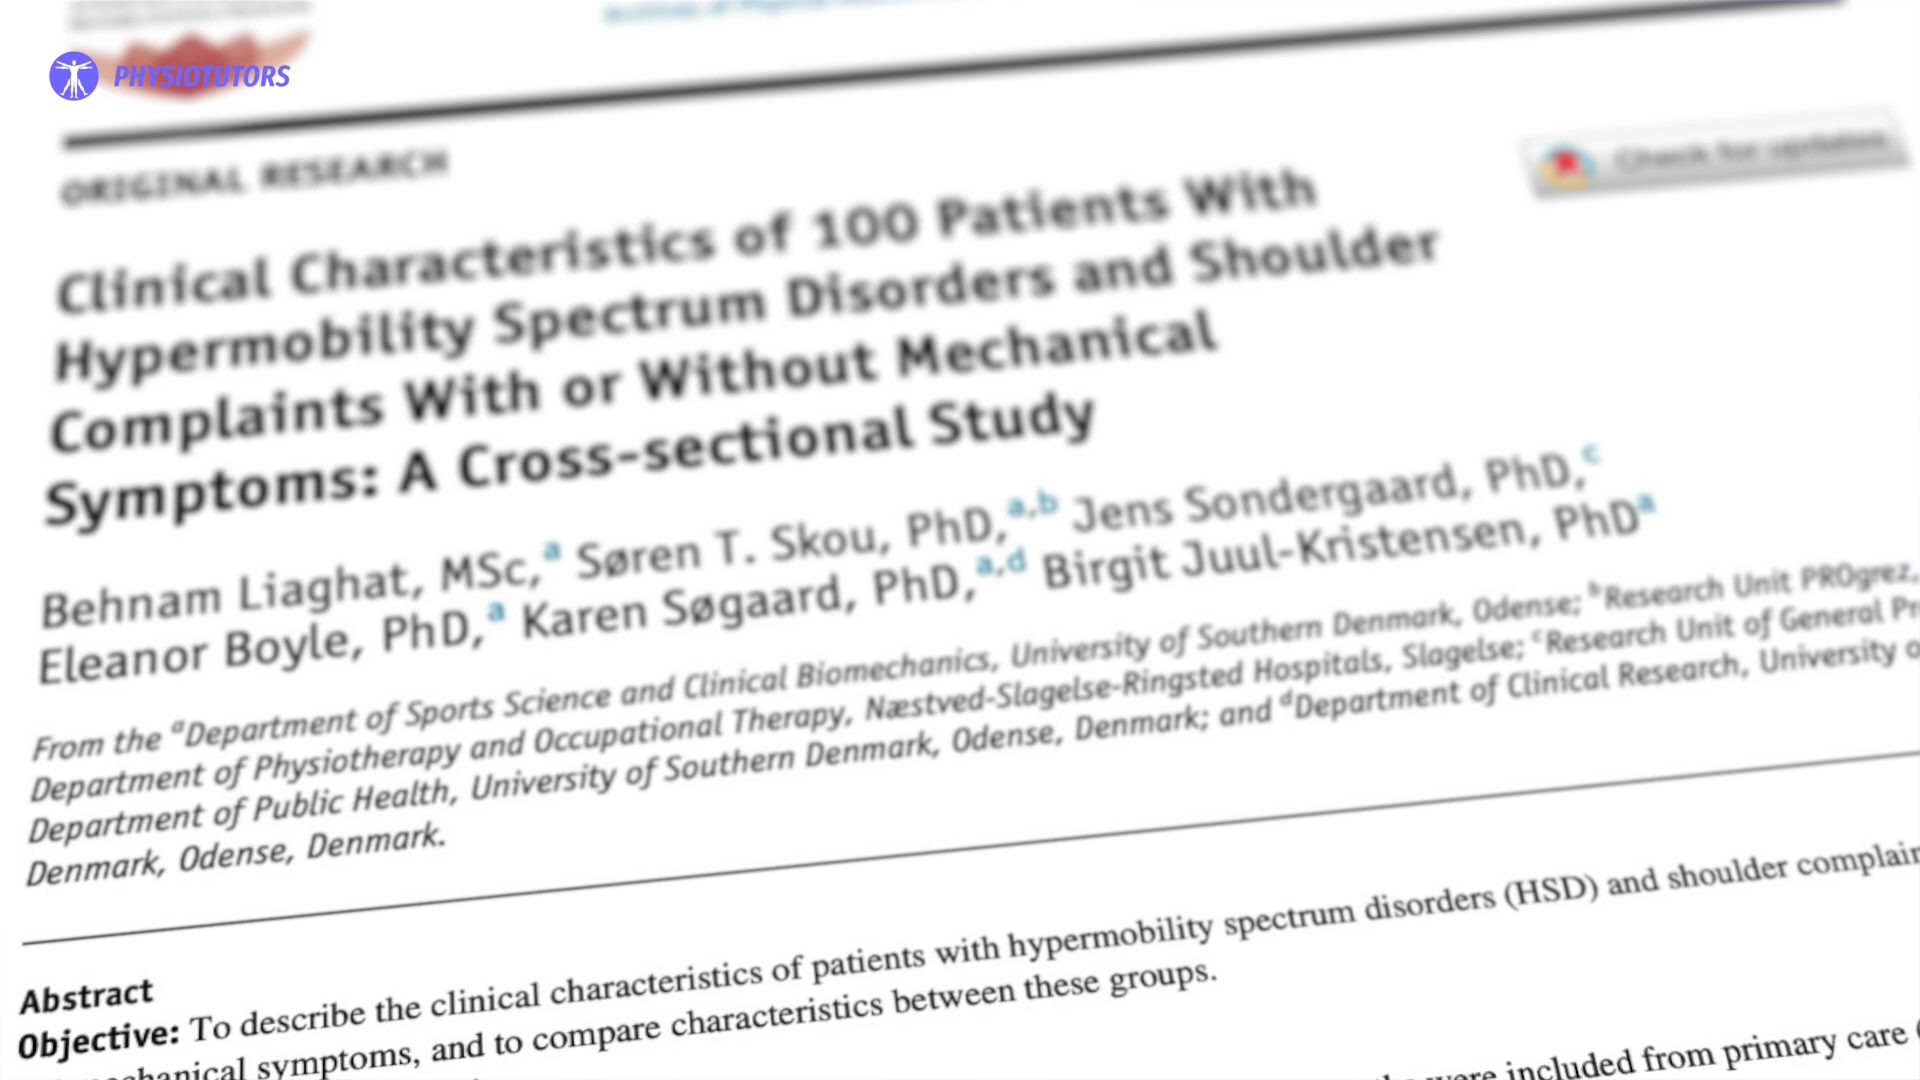 PHYSIOTUTORS
ORIGINAL RESEARCH
Check for updates
Clinical Characteristics of 100 Patients With
Hypermobility Spectrum Disorders and Shoulder
Complaints With or Without Mechanical
Symptoms: A Cross-sectional Study
Behnam Liaghat, MSc,a Søren T. Skou, PhD,a,b Jens Sondergaard, PhD,c
Eleanor Boyle, PhD,a Karen Søgaard, PhD,a,d Birgit Juul-Kristensen, PhDa
From the aDepartment of Sports Science and Clinical Biomechanics, University of Southern Denmark, Odense; bResearch Unit PROgrez,
Department of Physiotherapy and Occupational Therapy, Næstved-Slagelse-Ringsted Hospitals, Slagelse; cResearch Unit of General Pr
Department of Public Health, University of Southern Denmark, Odense, Denmark; and dDepartment of Clinical Research, University o
Denmark, Odense, Denmark.
Abstract
Objective: To describe the clinical characteristics of patients with hypermobility spectrum disorders (HSD) and shoulder complain
symptoms, and to compare characteristics between these groups.
were included from primary care (